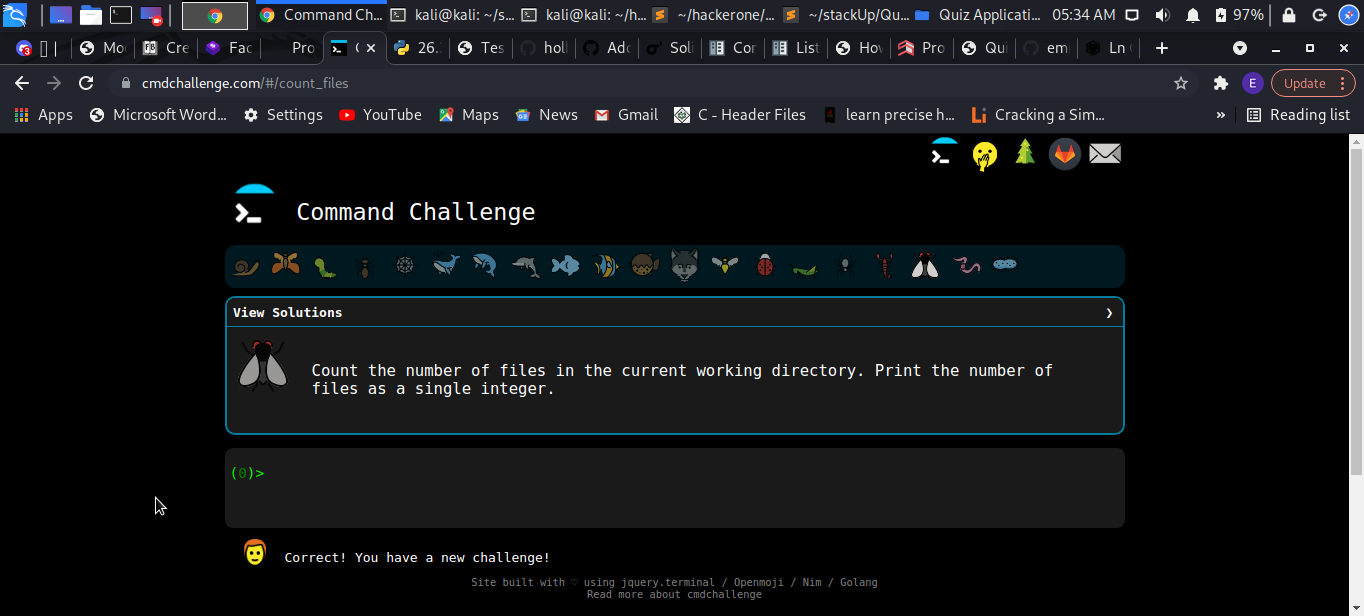 Command Ch... kali@kali: ~/s... kali@kali: ~/h... ~/hackerone/... ~/stackUp/Qu... Quiz Applicati... 05:34 AM 97%
[] Mo Cre Fac Pro ( 26. Tes holl Adc Soli Con List Hov Pro Qui em Ln
cmdchallenge.com/#/count_files E Update
Apps Microsoft Word... Settings YouTube Maps News Gmail C - Header Files learn precise h... Li Cracking a Sim... » Reading list
>_ Command Challenge
View Solutions ❯
Count the number of files in the current working directory. Print the number of
files as a single integer.
(0)>
Correct! You have a new challenge!
Site built with ♡ using jquery.terminal / Openmoji / Nim / Golang
Read more about cmdchallenge